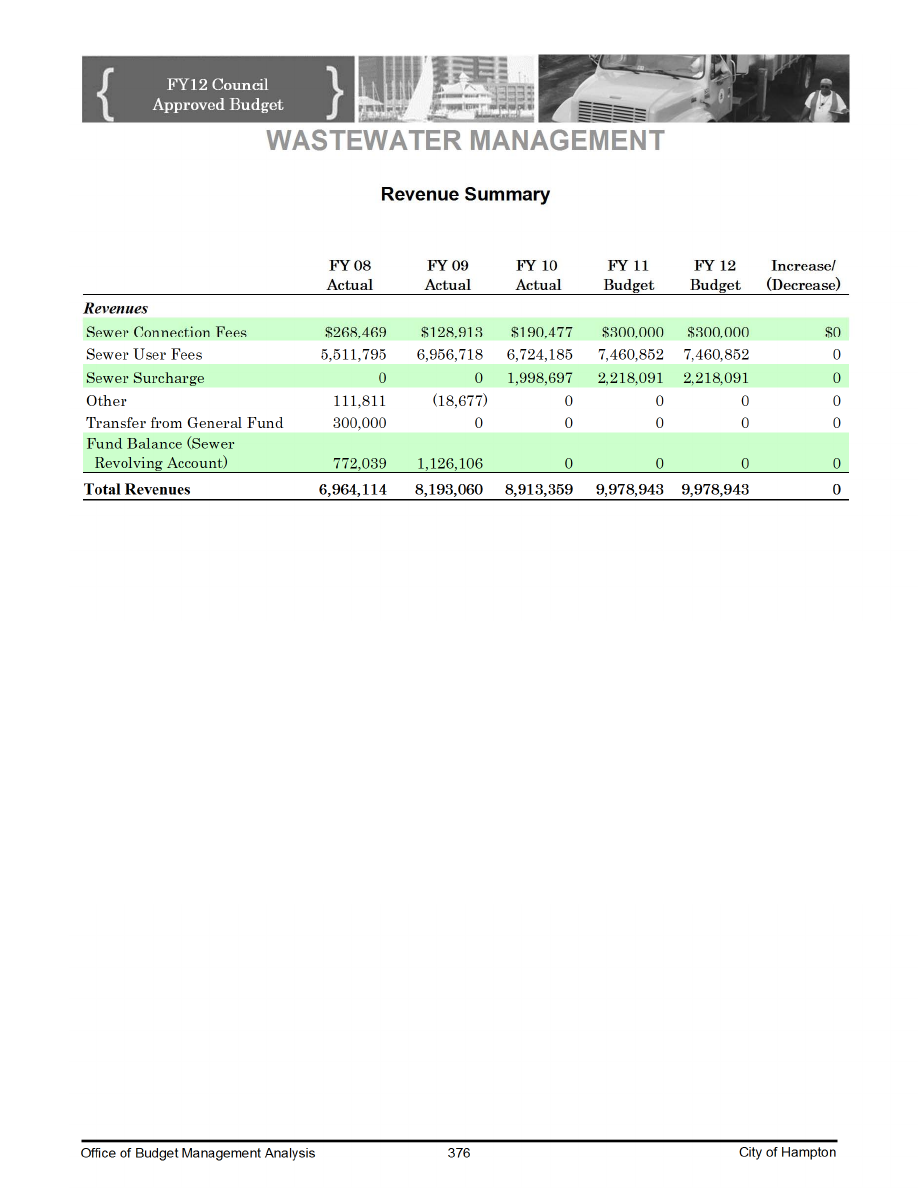 FY12 Council
Approved Budget
WASTEWATER MANAGEMENT
Revenue Summary
FY 08 FY 09 FY 10 FY 11 FY 12 Increase/
Actual Actual Actual Budget Budget (Decrease)
Revenues
Sewer Connection Fees $268,469 $128,913 $190,477 $300,000 $300,000 $0
Sewer User Fees 5,511,795 6,956,718 6,724,185 7,460,852 7,460,852 0
Sewer Surcharge 0 0 1,998,697 2,218,091 2,218,091 0
Other 111,811 (18,677) 0 0 0 0
Transfer from General Fund 300,000 0 0 0 0 0
Fund Balance (Sewer
Revolving Account) 772,039 1,126,106 0 0 0 0
Total Revenues 6,964,114 8,193,060 8,913,359 9,978,943 9,978,943 0
Office of Budget Management Analysis 376 City of Hampton